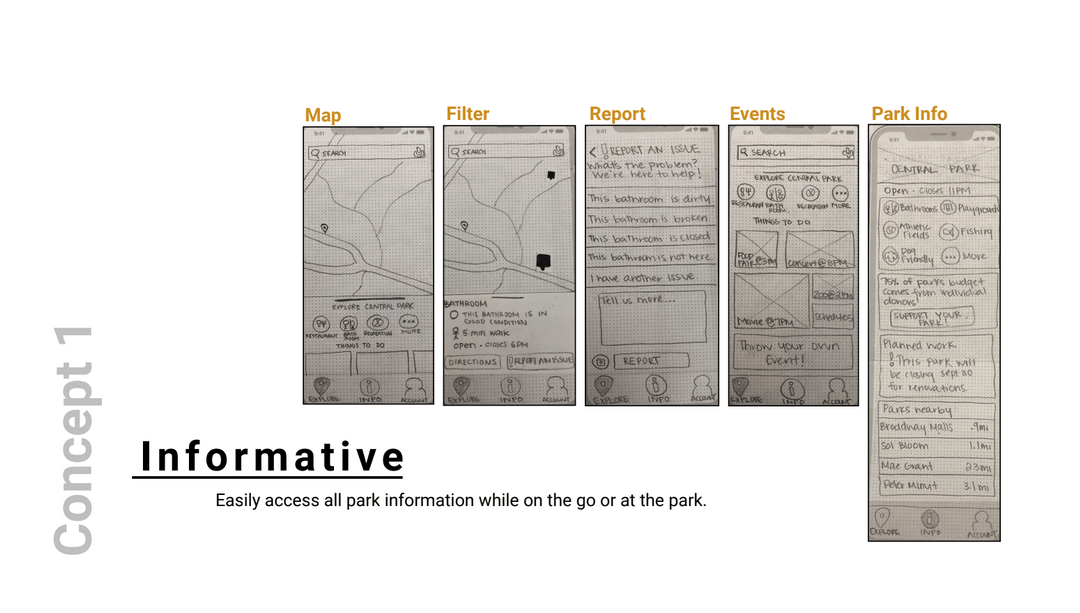 Map
9:41
SEARCH
EXPLORE CENTRAL PARK
RESTAURANT
BATH ROOM
RECREATION
MORE
THINGS TO DO
EXPLORE
INFO
ACCOUNT
Filter
9:41
SEARCH
BATHROOM
THIS BATHROOM IS IN
GOOD CONDITION
5 min walk
open - CLOSES 6PM
DIRECTIONS
! REPORT AN ISSUE
EXPLORE
INFO
ACCOUNT
Report
9:41
< ! REPORT AN ISSUE
Whats the problem?
We're here to help!
This bathroom is dirty.
This bathroom is broken.
This bathroom is closed.
This bathroom is not here.
I have another issue
Tell us more...
REPORT
EXPLORE
INFO
ACCOUNT
Events
9:41
SEARCH
EXPLORE CENTRAL PARK
RESTAURANT
BATH ROOM
RECREATION
MORE
THINGS TO DO
FOOD
FAIR @3PM
concert @ 8PM
Movie @ 7PM
Zoo @ 2PM
schedules
Throw your own
Event!
EXPLORE
INFO
ACCOUNT
Park Info
9:41
CENTRAL PARK
Open - Closes 11PM
Bathrooms
Playgrounds
Athletic
Fields
Fishing
Dog
Friendly
More
75% of parks budget
comes from individual
donors!
SUPPORT YOUR
PARK!
Planned work
! This park will
be closing sept 20
for renovations.
Parks nearby:
Broadway Malls .9mi
Sol Bloom 1.1mi
Mae Grant 2.3mi
Peter Minuit 3.1mi
EXPLORE
INFO
ACCOUNT
Concept 1
Informative
Easily access all park information while on the go or at the park.